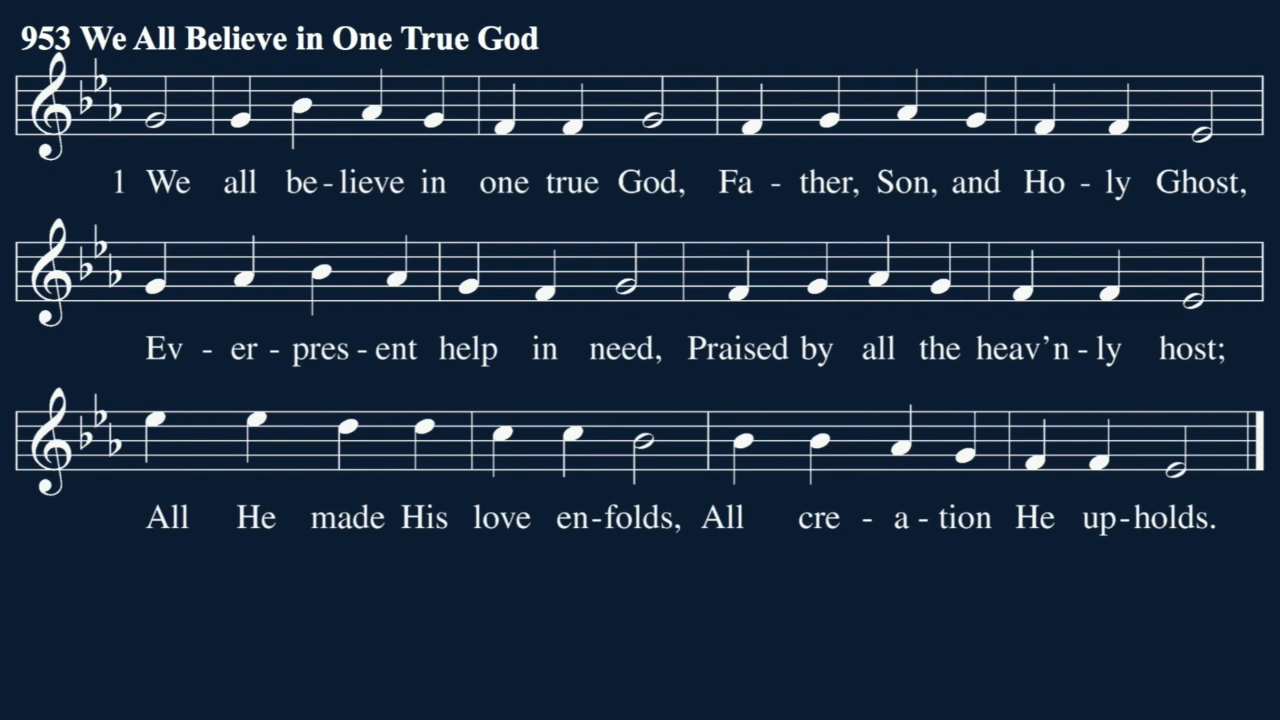 953 We All Believe in One True God
1 We all be - lieve in one true God, Fa - ther, Son, and Ho - ly Ghost,
Ev - er - pres - ent help in need, Praised by all the heav’n - ly host;
All He made His love en - folds, All cre - a - tion He up - holds.